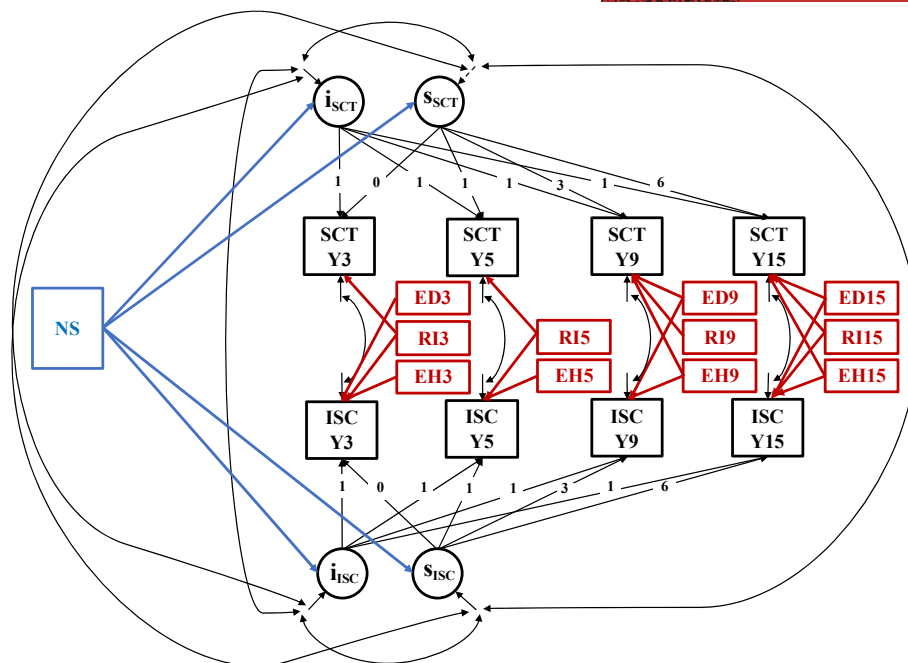 iSCT
sSCT
1
0
1
1
1
3
1
6
SCT
Y3
SCT
Y5
SCT
Y9
SCT
Y15
NS
ED3
RI3
EH3
RI5
EH5
ED9
RI9
EH9
ED15
RI15
EH15
ISC
Y3
ISC
Y5
ISC
Y9
ISC
Y15
1
0
1
1
1
3
1
6
iISC
sISC